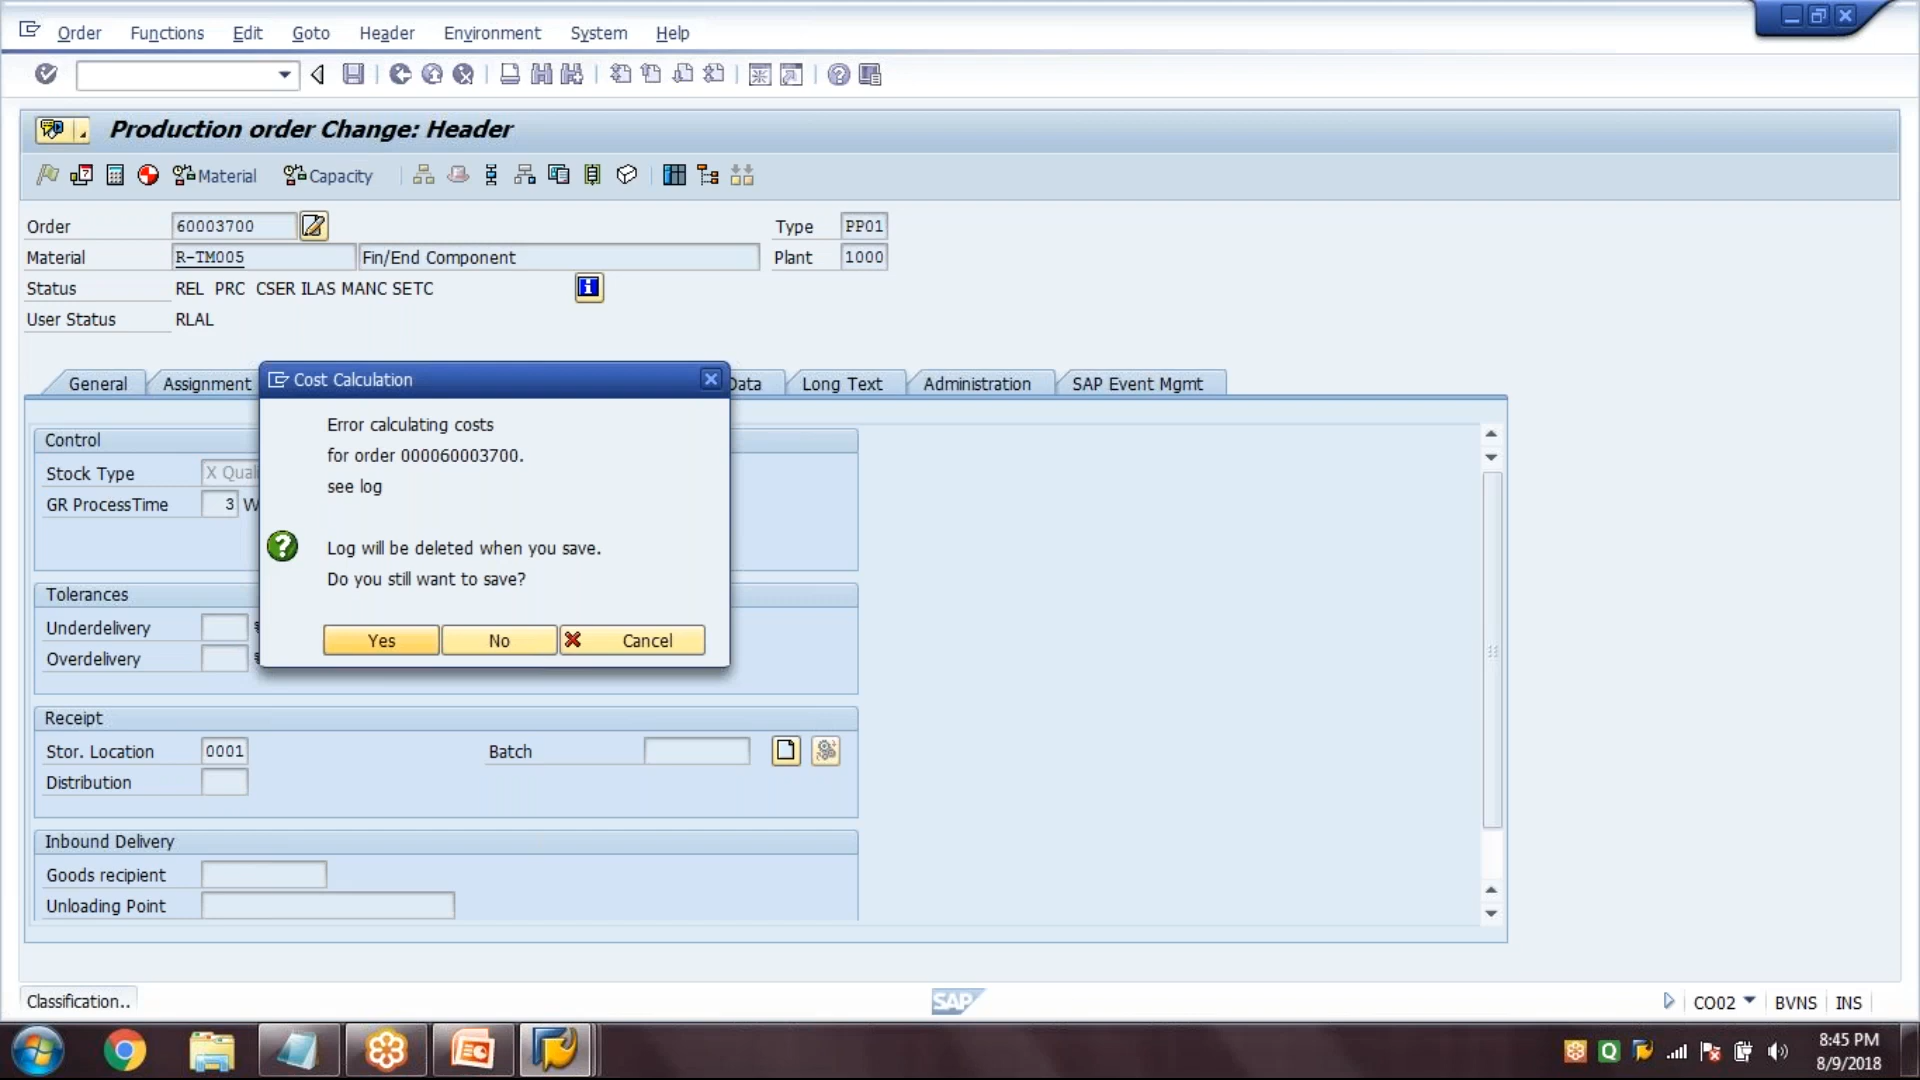 Order Functions Edit Goto Header Environment System Help
Production order Change: Header
Material Capacity
Order 60003700 Type PP01
Material R-TM005 Fin/End Component Plant 1000
Status REL PRC CSER ILAS MANC SETC
User Status RLAL
General Assignment Data Long Text Administration SAP Event Mgmt
Cost Calculation
Error calculating costs
for order 000060003700.
see log
Log will be deleted when you save.
Do you still want to save?
Yes No Cancel
Control
Stock Type X Quali
GR ProcessTime 3 W
Tolerances
Underdelivery
Overdelivery
Receipt
Stor. Location 0001 Batch
Distribution
Inbound Delivery
Goods recipient
Unloading Point
Classification..
SAP
CO02 BVNS INS
8:45 PM
8/9/2018